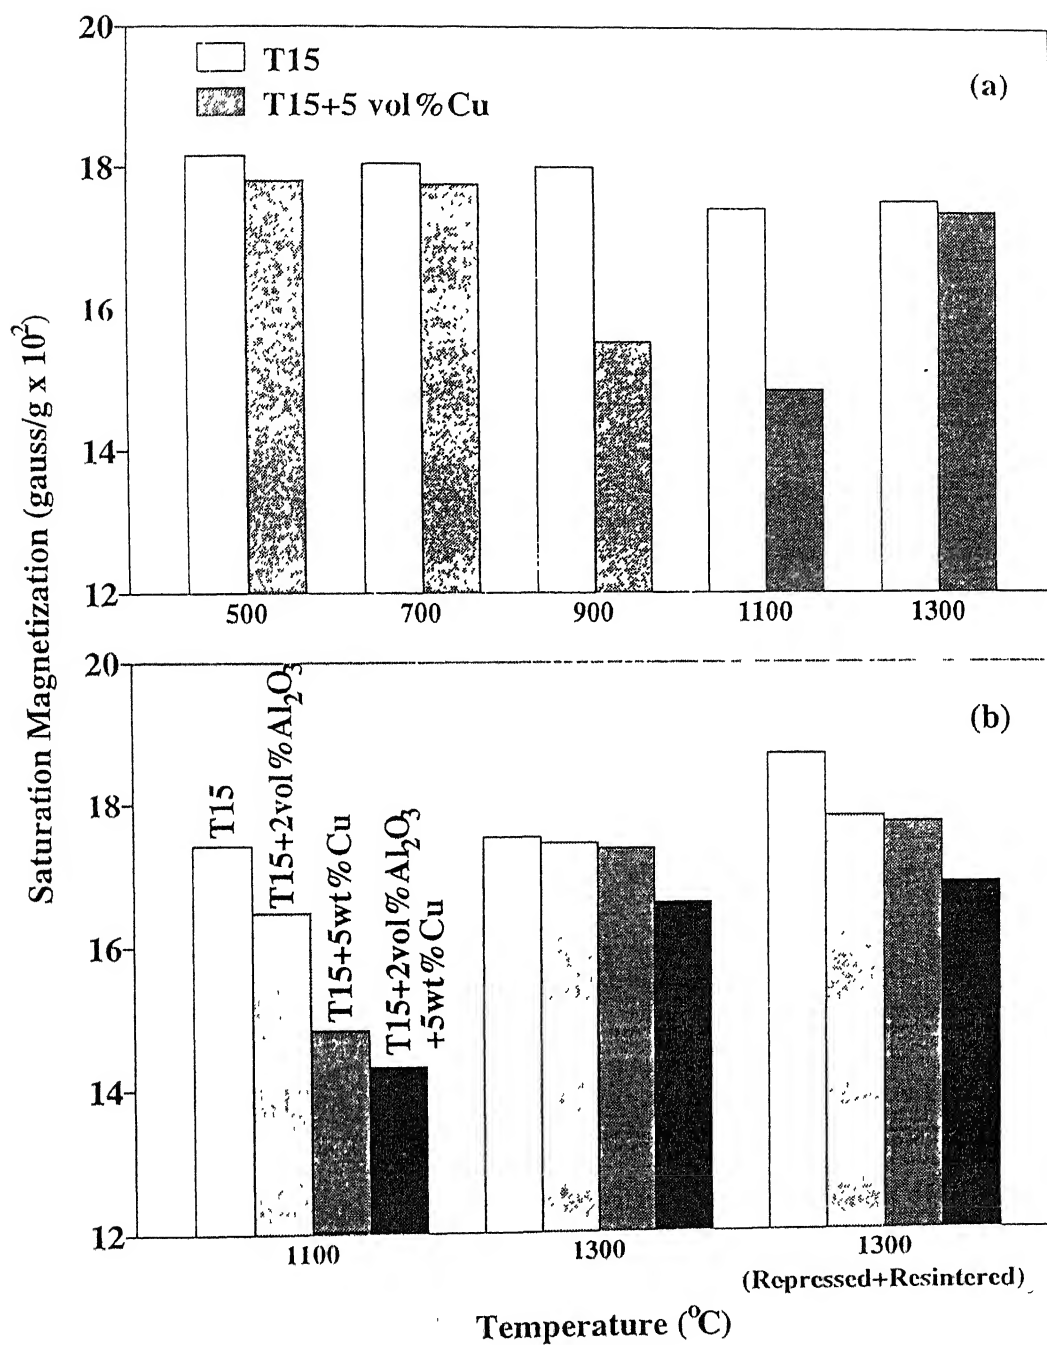 Saturation Magnetization (gauss/g x 10²)
20
18
16
14
12
T15
T15+5 vol%Cu
(a)
500 700 900 1100 1300
20
18
16
14
12
(b)
T15
T15+2vol%Al₂O₃
T15+5wt%Cu
T15+2vol%Al₂O₃
+5wt%Cu
1100 1300 1300
(Repressed+Resintered)
Temperature (°C)